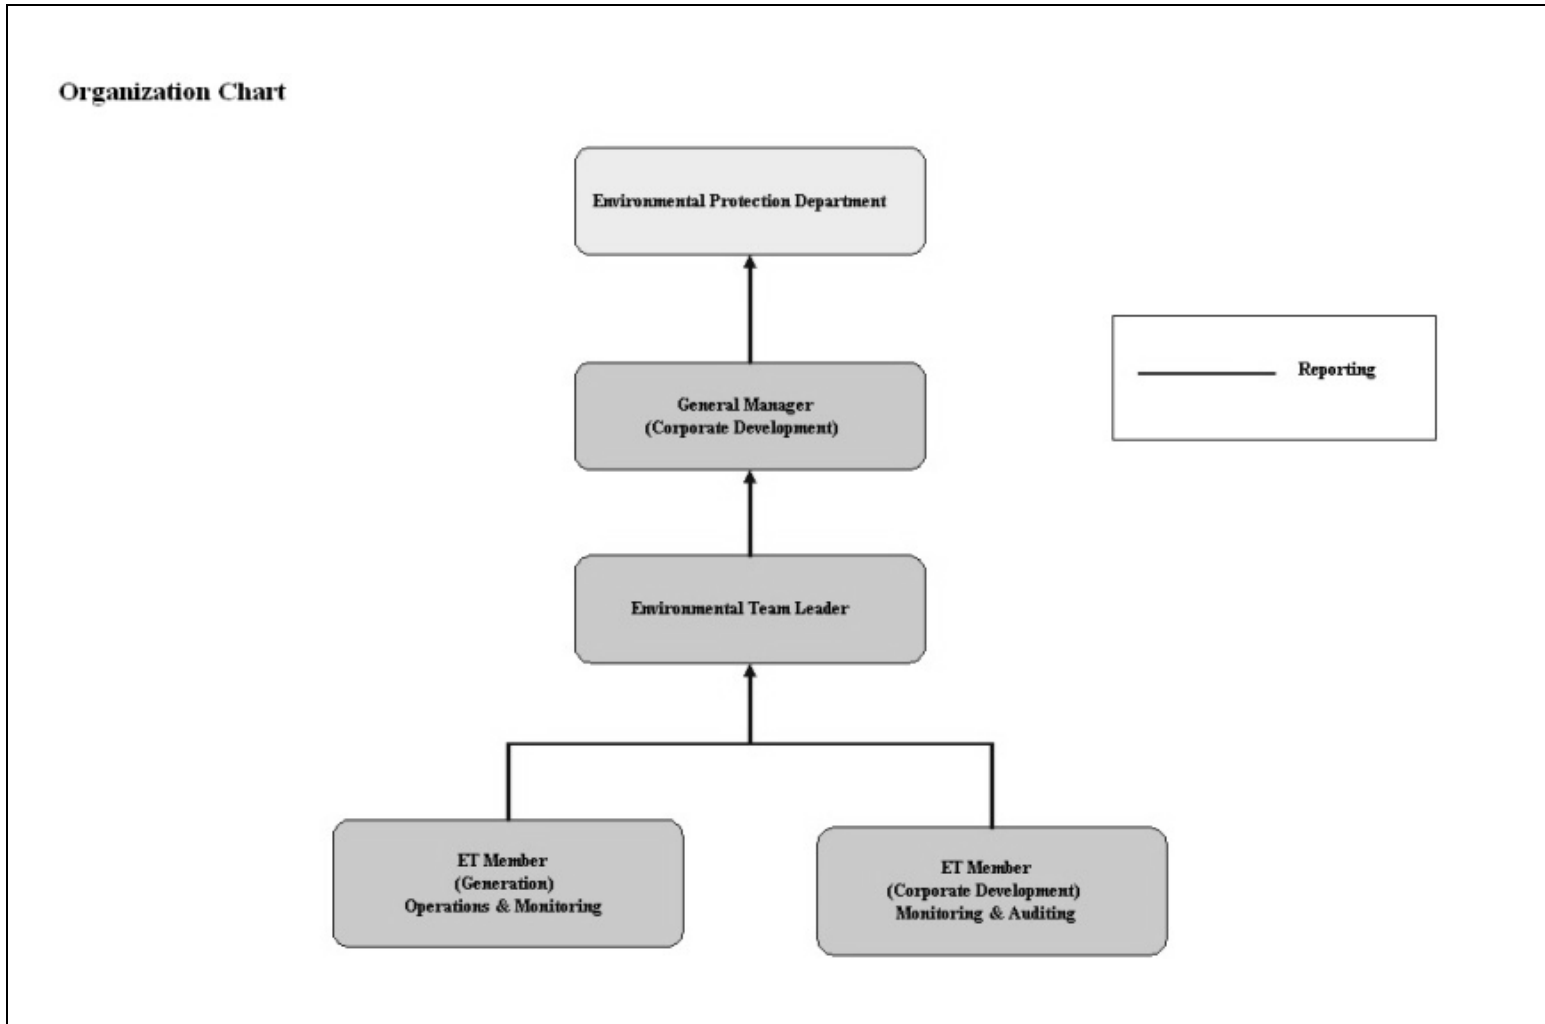 Organization Chart
Environmental Protection Department
General Manager
(Corporate Development)
Reporting
Environmental Team Leader
ET Member
(Generation)
Operations & Monitoring
ET Member
(Corporate Development)
Monitoring & Auditing